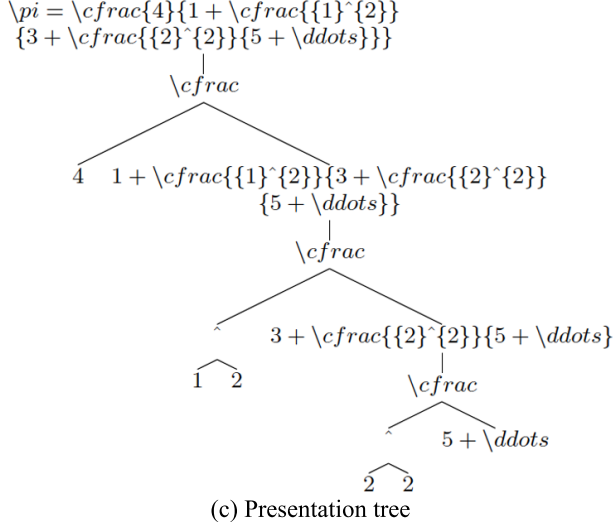 \pi = \cfrac{4}{1 + \cfrac{{1}^{2}}
{3 + \cfrac{{2}^{2}}{5 + \ddots}}}
\cfrac
4 1 + \cfrac{{1}^{2}}{3 + \cfrac{{2}^{2}}
{5 + \ddots}}
\cfrac
^ 3 + \cfrac{{2}^{2}}{5 + \ddots}
1 2 \cfrac
^ 5 + \ddots
2 2
(c) Presentation tree